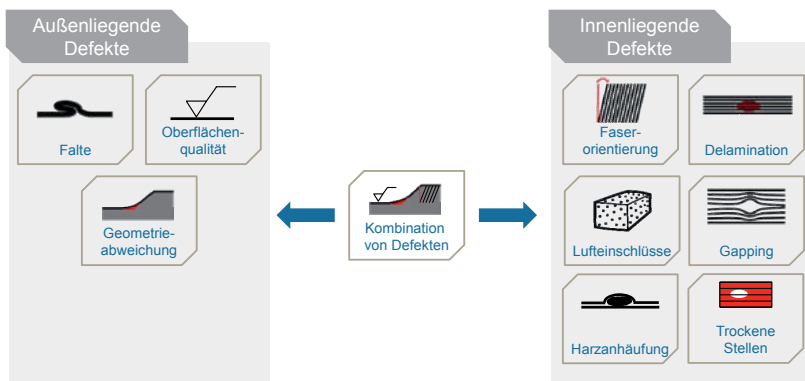 Außenliegende
Defekte
Falte
Oberflächen-
qualität
Geometrie-
abweichung
Kombination
von Defekten
Innenliegende
Defekte
Faser-
orientierung
Delamination
Lufteinschlüsse
Gapping
Harzanhäufung
Trockene
Stellen